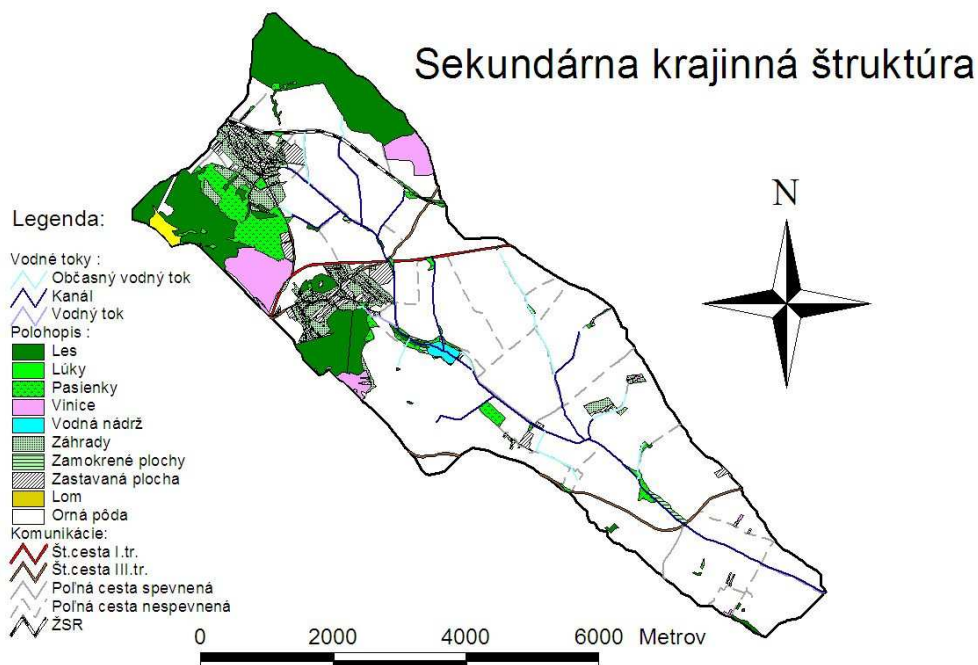 Sekundárna krajinná štruktúra
N
Legenda:
Vodné toky :
Občasný vodný tok
Kanál
Vodný tok
Polohopis :
Les
Lúky
Pasienky
Vinice
Vodná nádrž
Záhrady
Zamokrené plochy
Zastavaná plocha
Lom
Orná pôda
Komunikácie:
Št.cesta I.tr.
Št.cesta III.tr.
Poľná cesta spevnená
Poľná cesta nespevnená
ŽSR
0 2000 4000 6000 Metrov